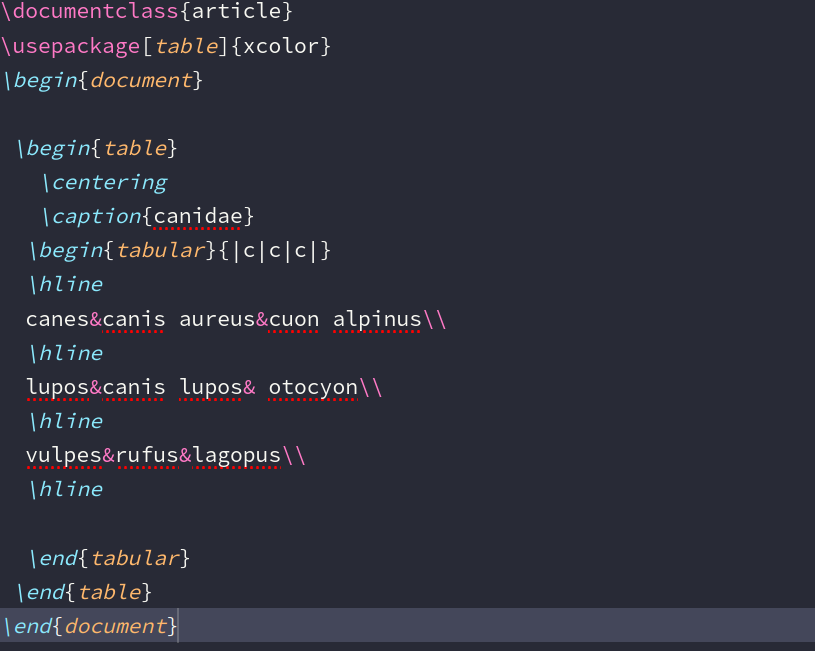 \documentclass{article}
\usepackage[table]{xcolor}
\begin{document}
\begin{table}
\centering
\caption{canidae}
\begin{tabular}{|c|c|c|}
\hline
canes&canis aureus&cuon alpinus\\
\hline
lupos&canis lupos& otocyon\\
\hline
vulpes&rufus&lagopus\\
\hline
\end{tabular}
\end{table}
\end{document}